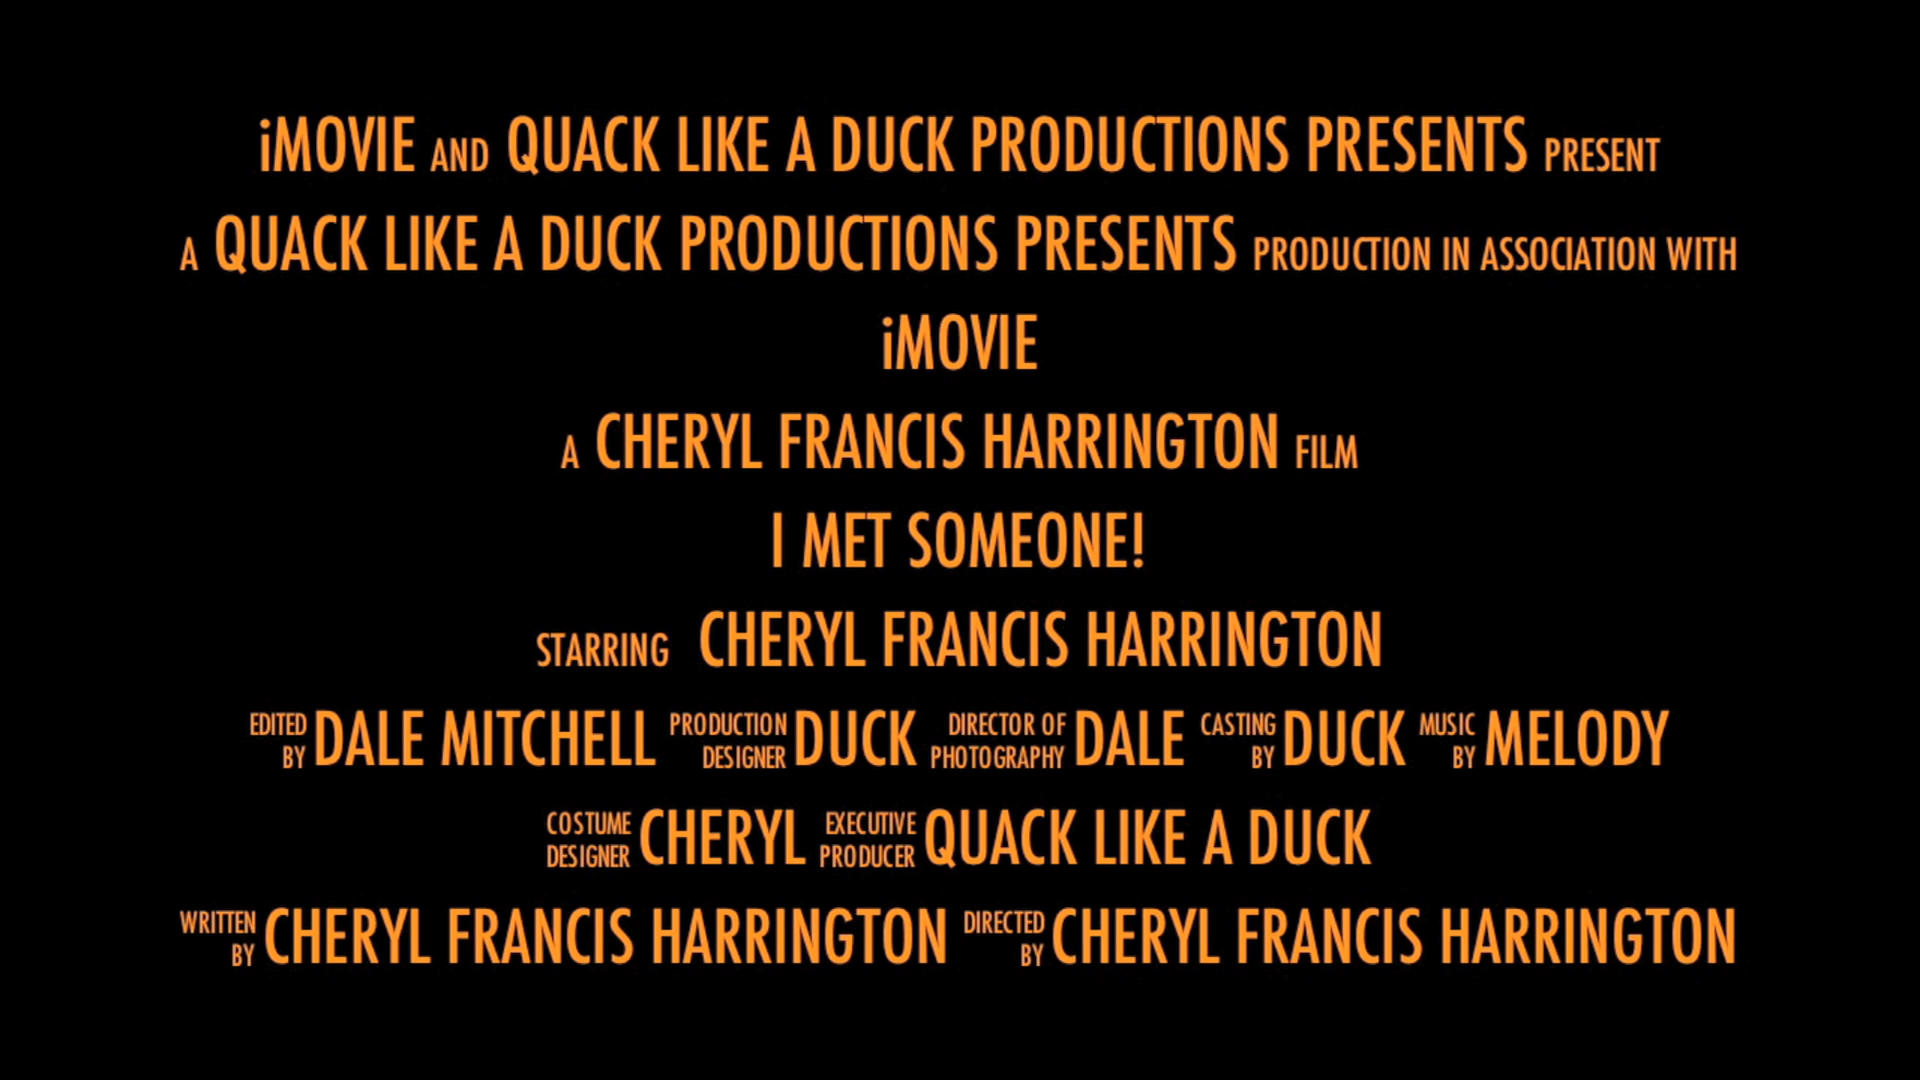 iMOVIE AND QUACK LIKE A DUCK PRODUCTIONS PRESENTS PRESENT
A QUACK LIKE A DUCK PRODUCTIONS PRESENTS PRODUCTION IN ASSOCIATION WITH
iMOVIE
A CHERYL FRANCIS HARRINGTON FILM
I MET SOMEONE!
STARRING CHERYL FRANCIS HARRINGTON
EDITED BY DALE MITCHELL PRODUCTION DESIGNER DUCK DIRECTOR OF PHOTOGRAPHY DALE CASTING BY DUCK MUSIC BY MELODY
COSTUME DESIGNER CHERYL EXECUTIVE PRODUCER QUACK LIKE A DUCK
WRITTEN BY CHERYL FRANCIS HARRINGTON DIRECTED BY CHERYL FRANCIS HARRINGTON